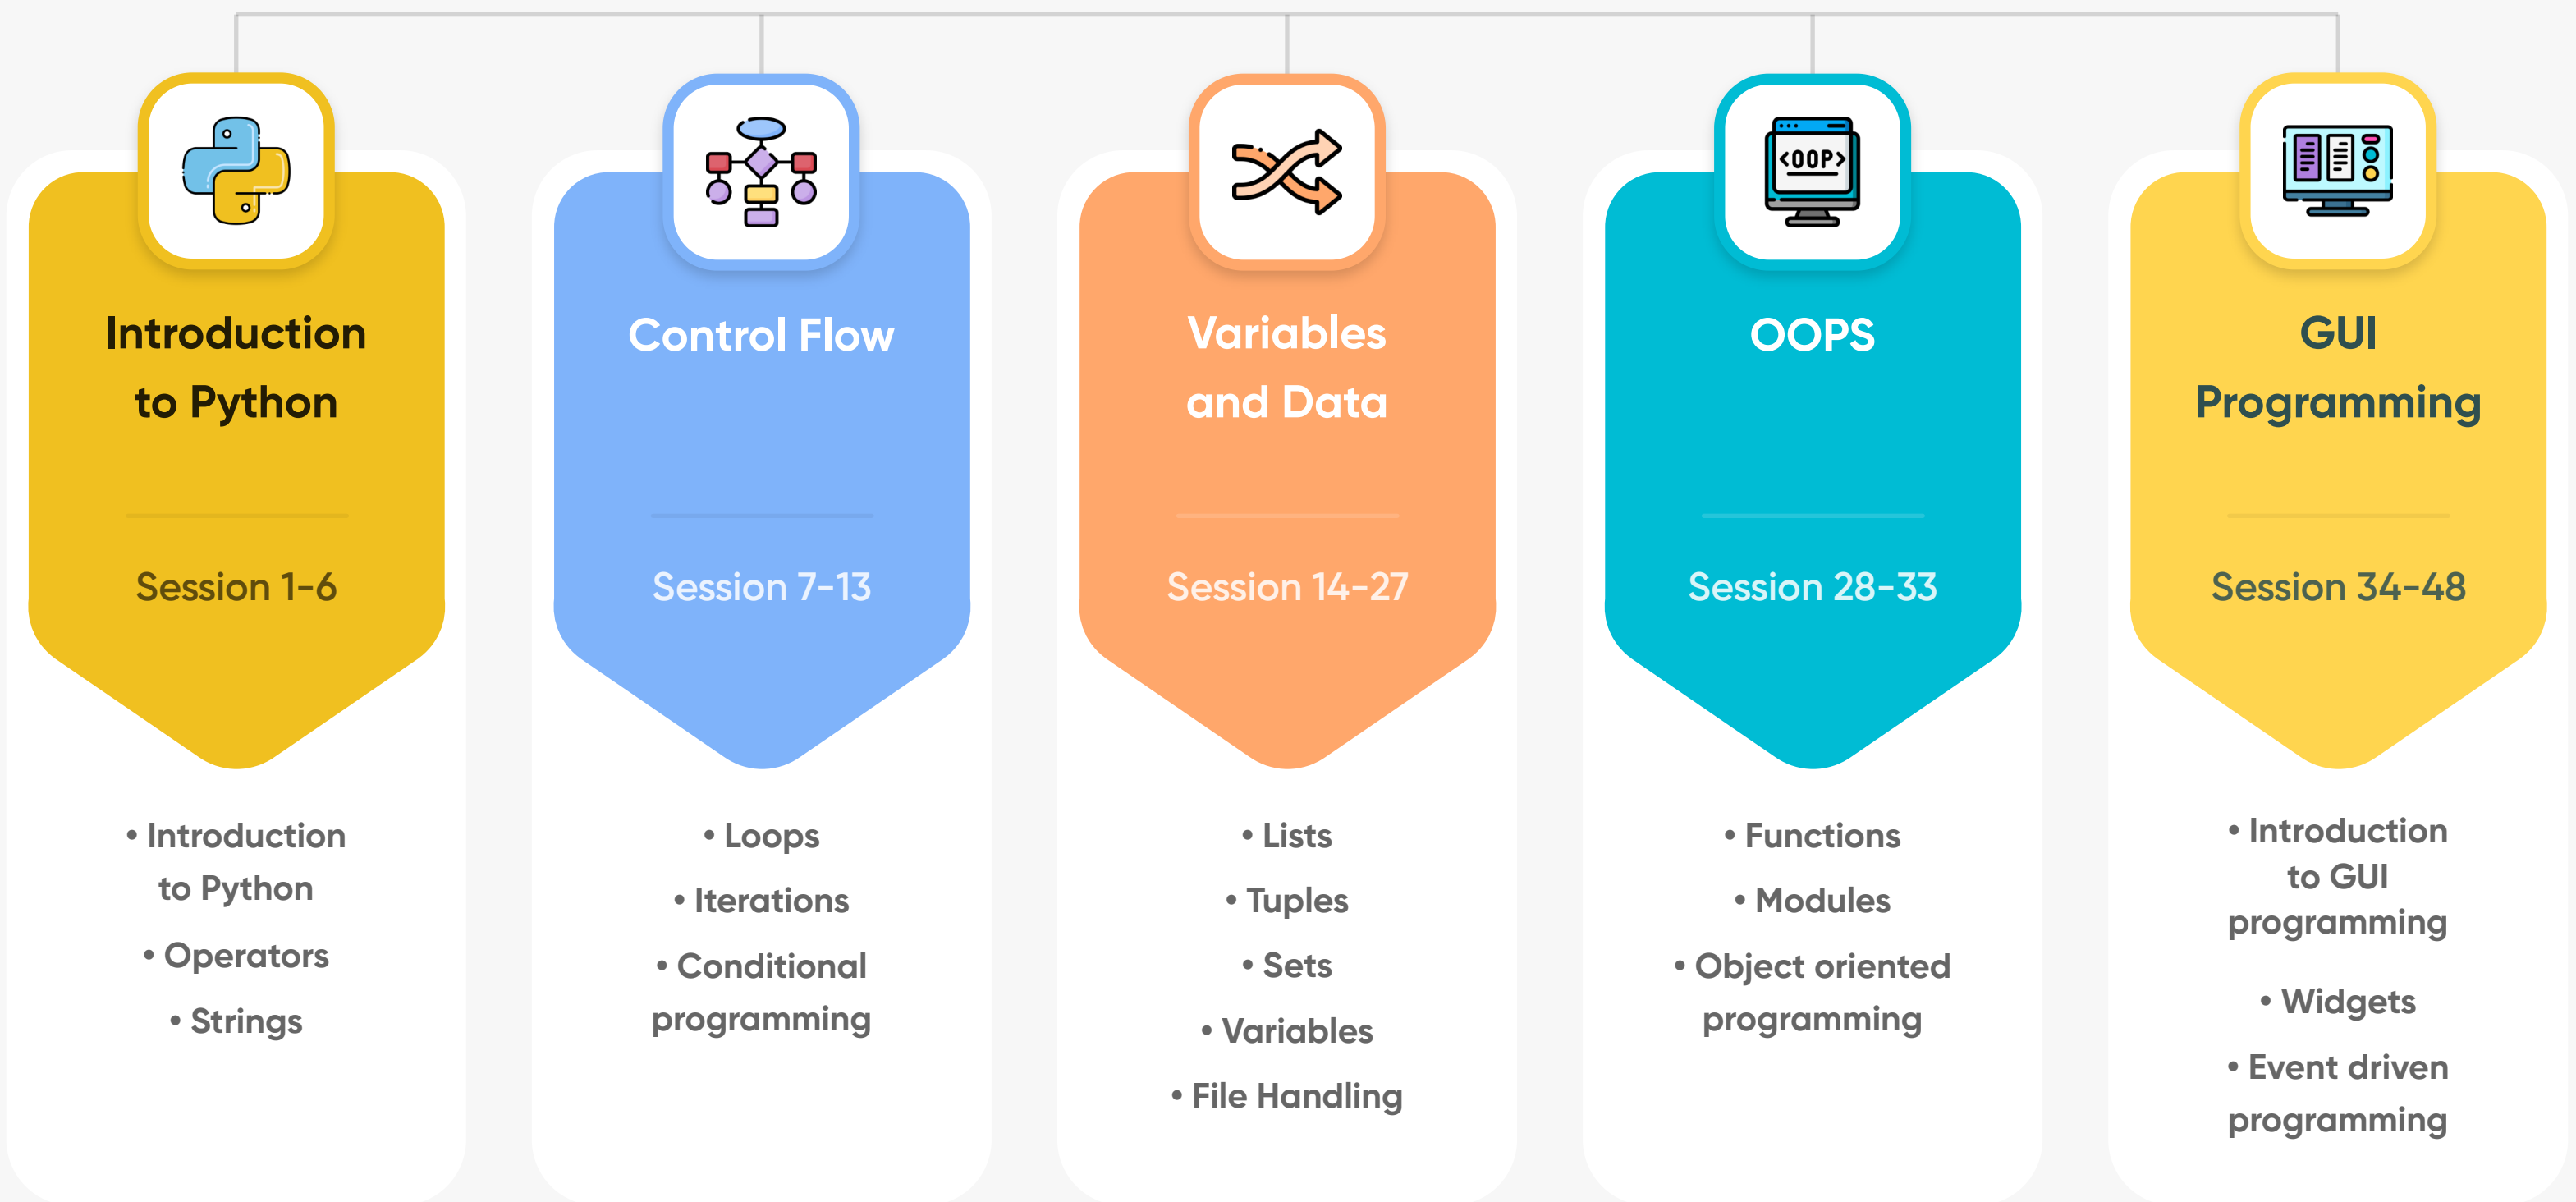 Introduction
to Python
Session 1-6
• Introduction
to Python
• Operators
• Strings
Control Flow
Session 7-13
• Loops
• Iterations
• Conditional
programming
Variables
and Data
Session 14-27
• Lists
• Tuples
• Sets
• Variables
• File Handling
<OOP>
OOPS
Session 28-33
• Functions
• Modules
• Object oriented
programming
GUI
Programming
Session 34-48
• Introduction
to GUI
programming
• Widgets
• Event driven
programming